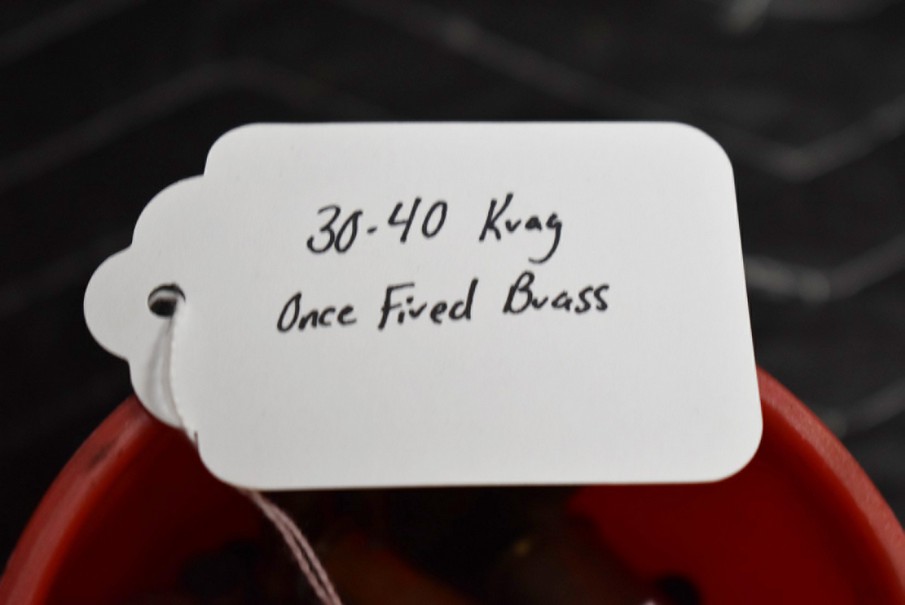 30-40 Krag
Once Fired Brass